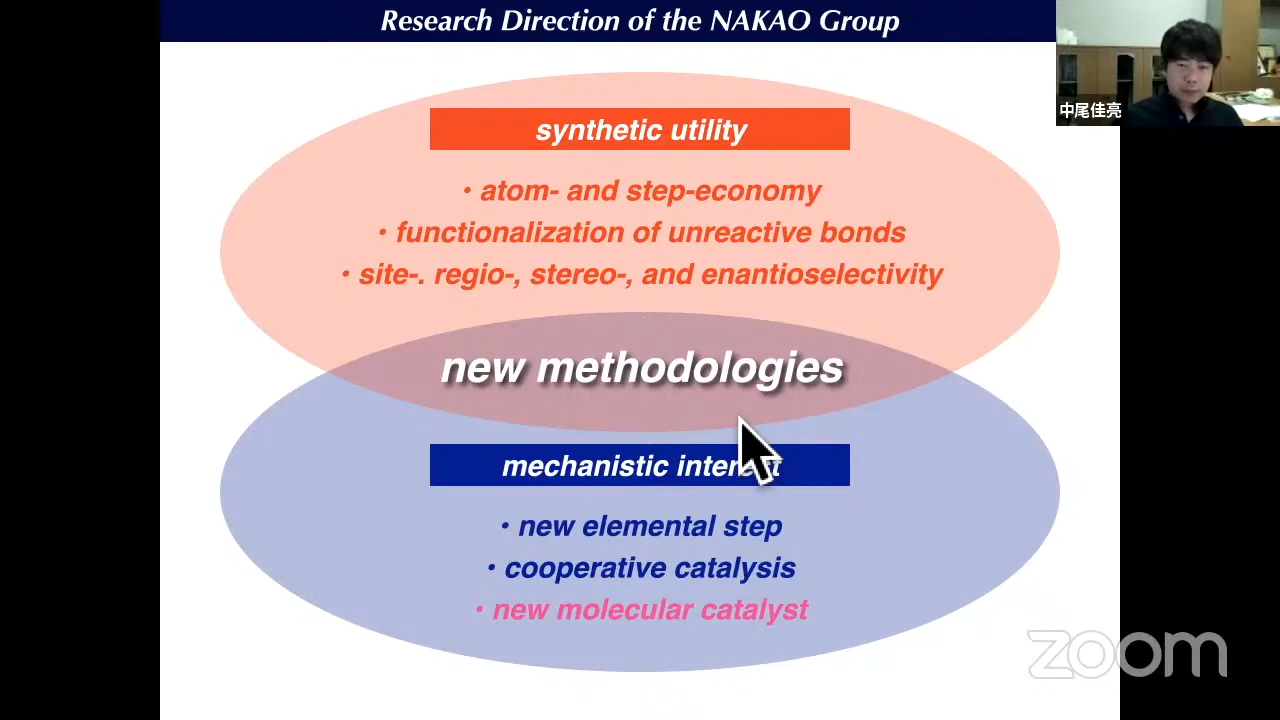 Research Direction of the NAKAO Group
中尾佳亮
synthetic utility
• atom- and step-economy
• functionalization of unreactive bonds
• site-. regio-, stereo-, and enantioselectivity
new methodologies
mechanistic interest
• new elemental step
• cooperative catalysis
• new molecular catalyst
zoom